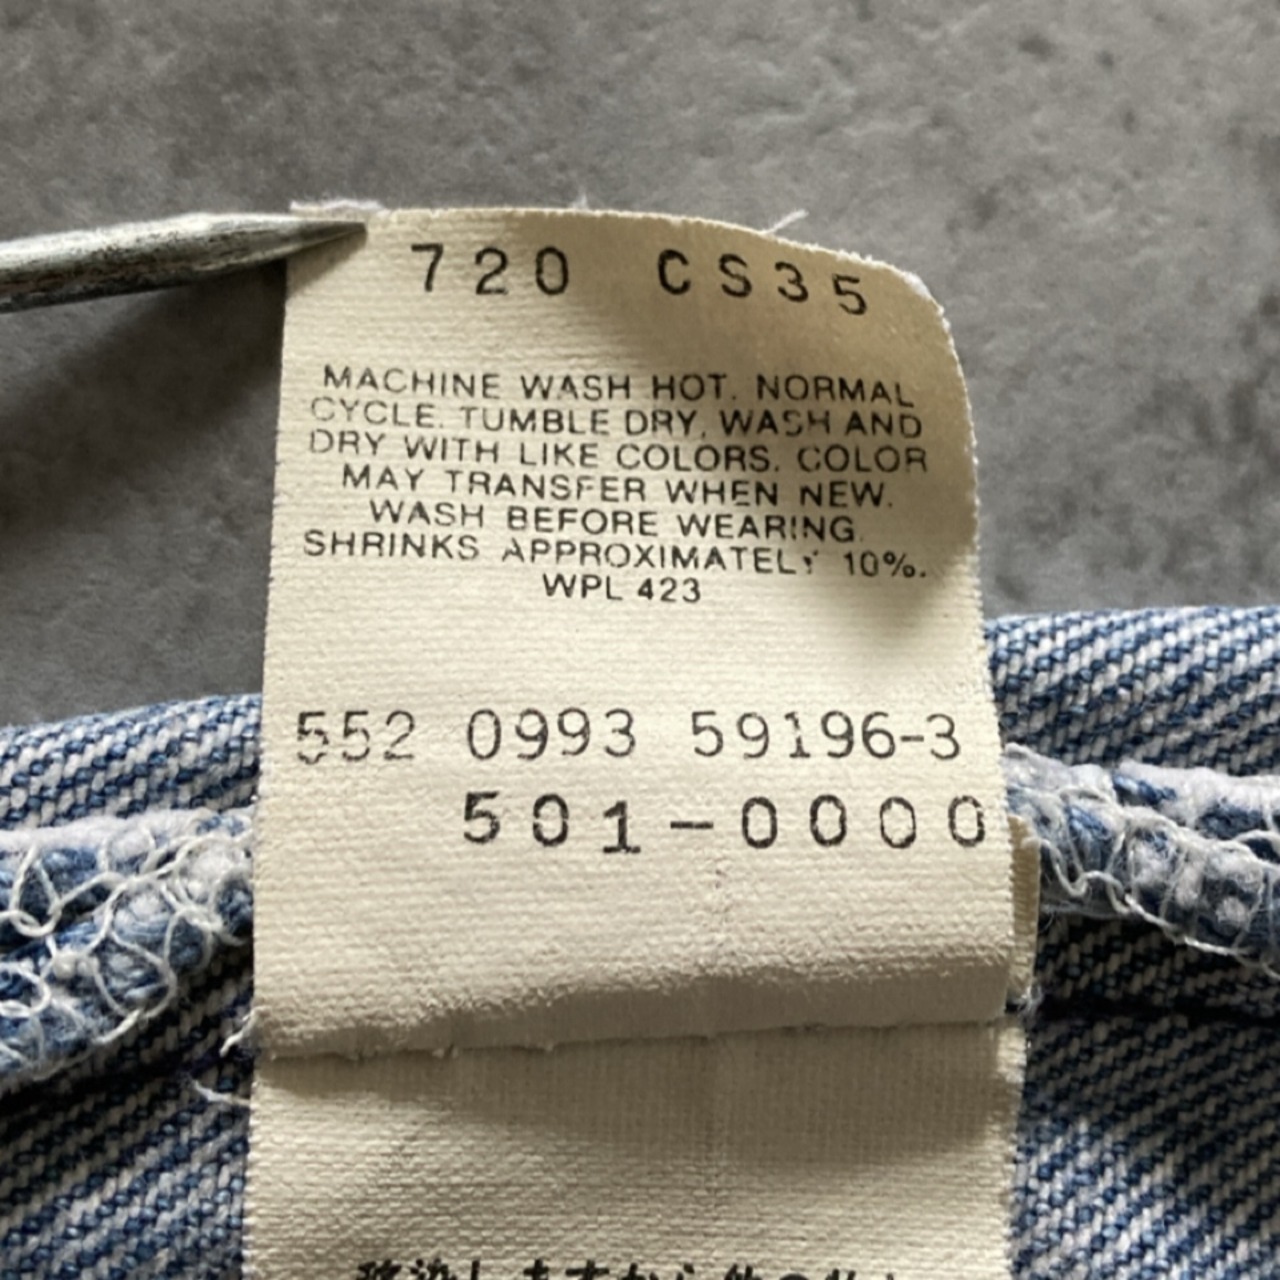 720 CS35
MACHINE WASH HOT. NORMAL
CYCLE. TUMBLE DRY, WASH AND
DRY WITH LIKE COLORS. COLOR
MAY TRANSFER WHEN NEW.
WASH BEFORE WEARING.
SHRINKS APPROXIMATELY 10%.
WPL 423
552 0993 59196-3
501-0000